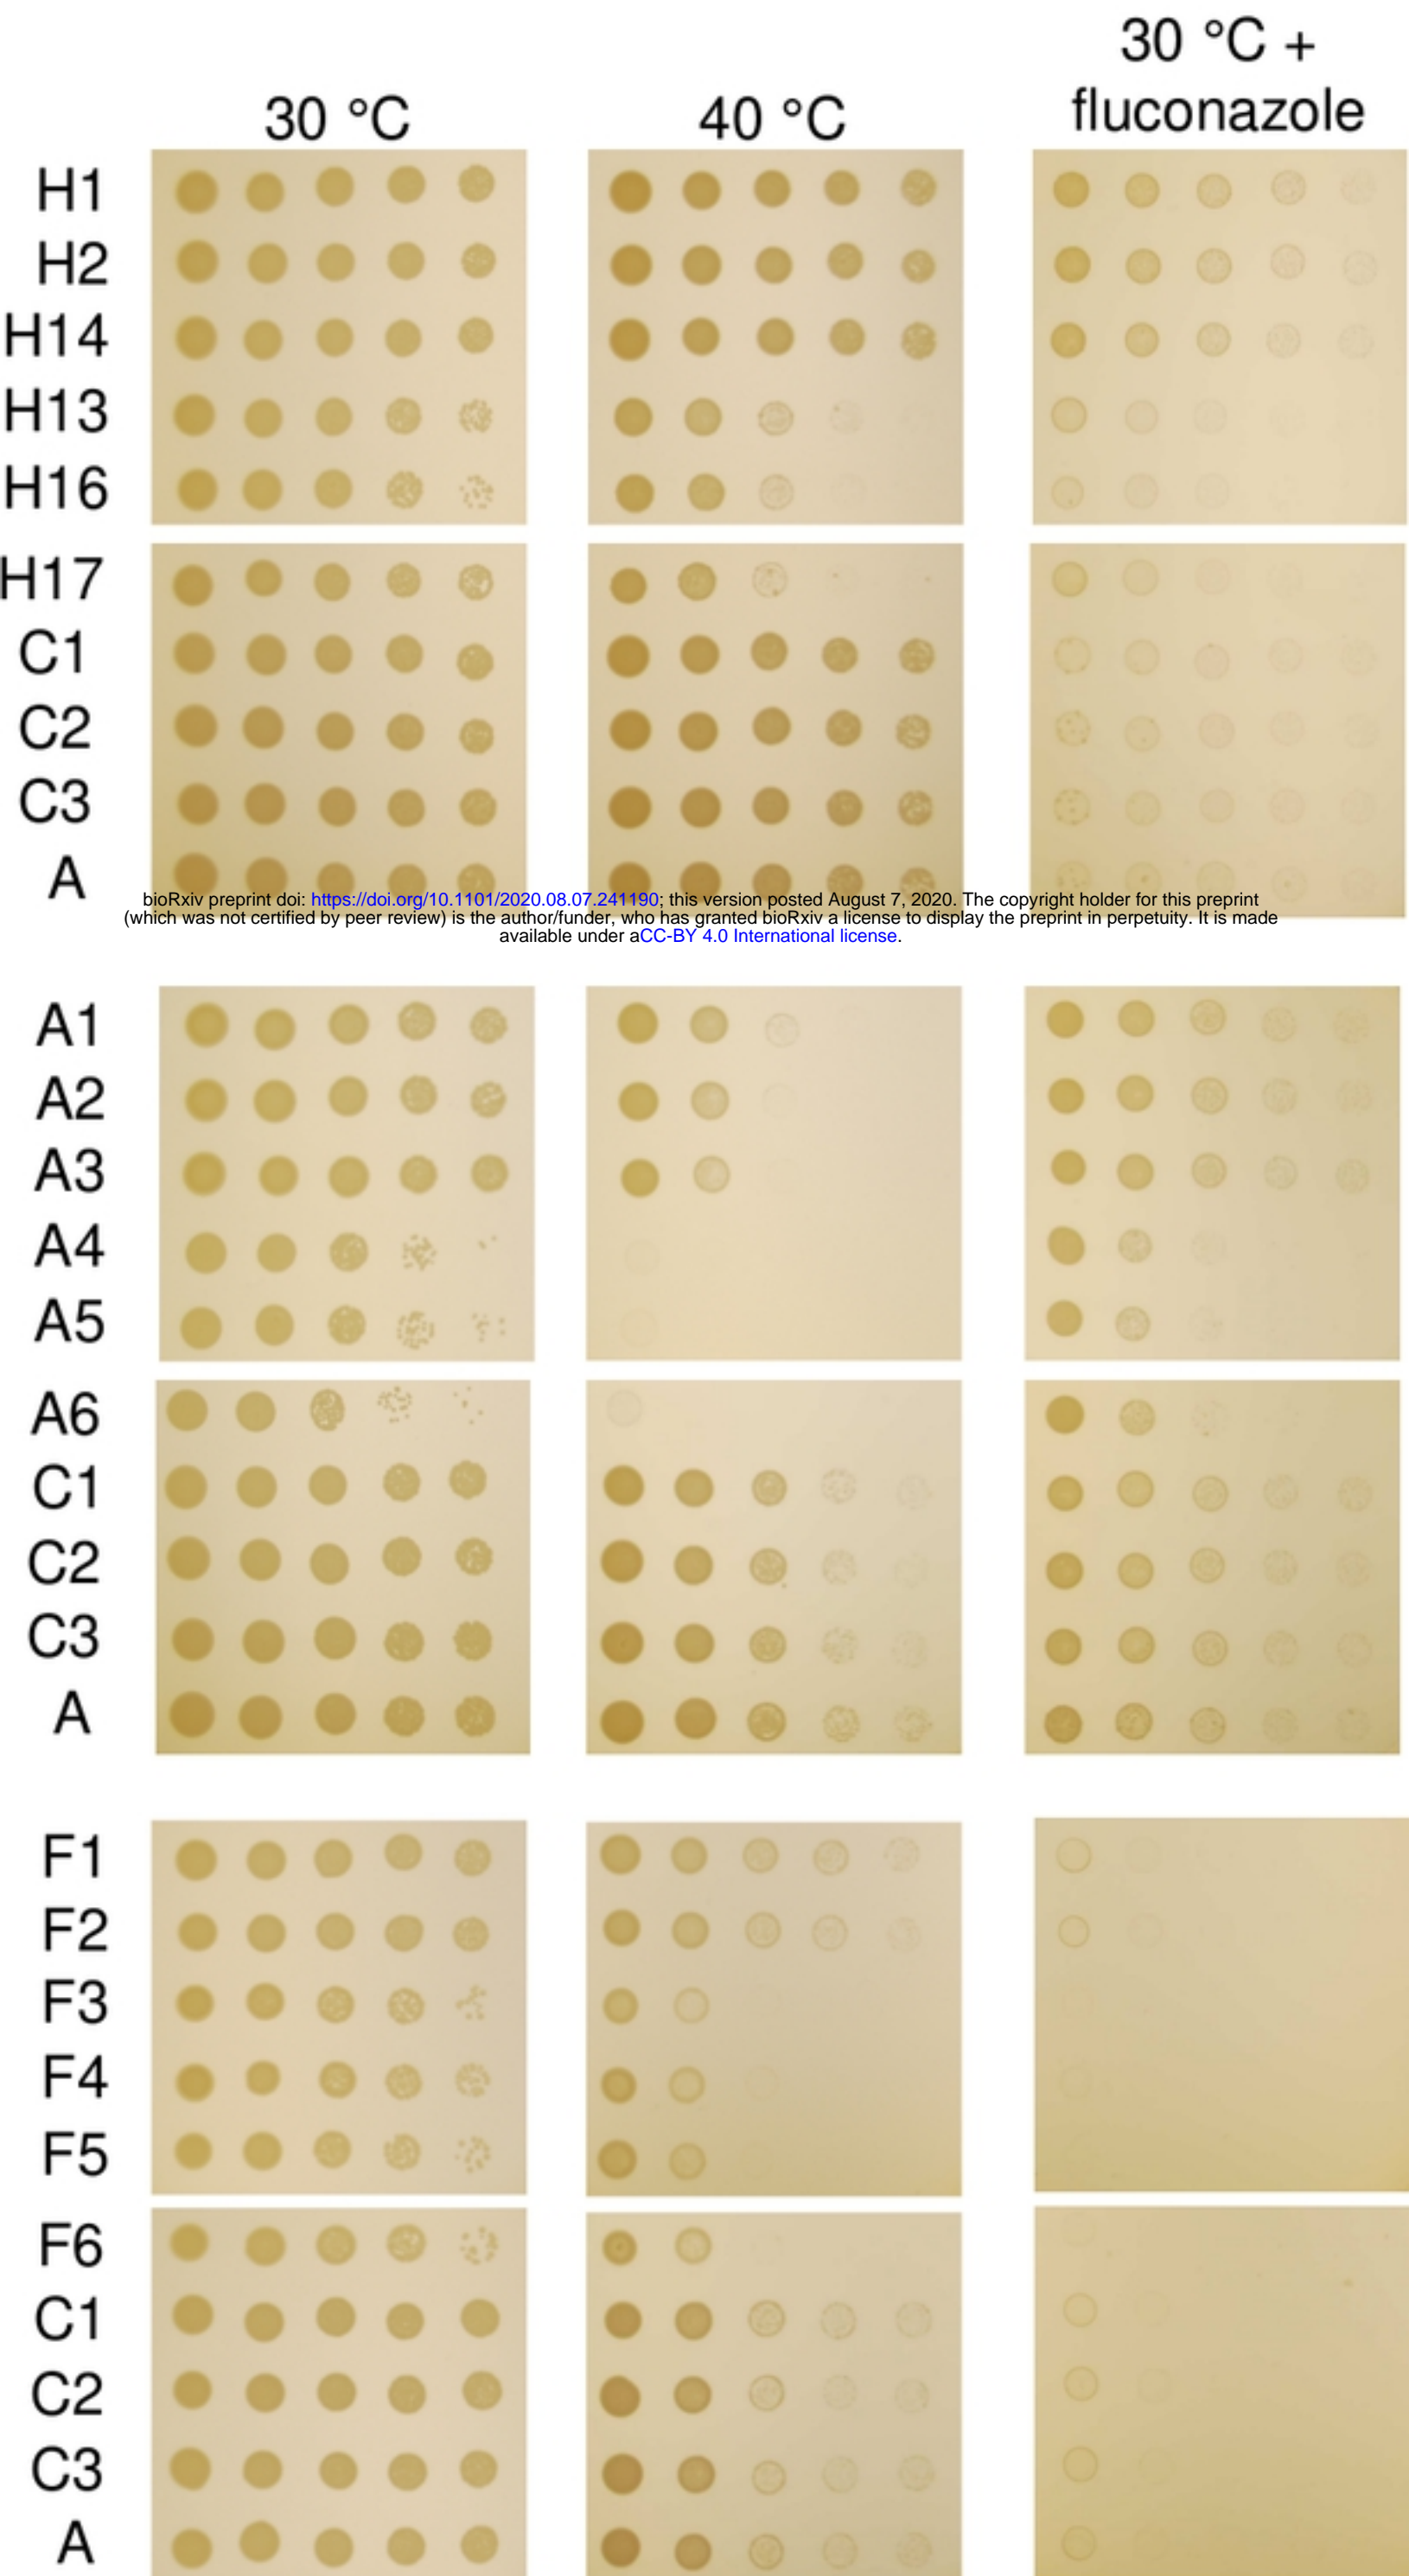 30 °C +
30 °C 40 °C fluconazole
H1
H2
H14
H13
H16
H17
C1
C2
C3
A
bioRxiv preprint doi: https://doi.org/10.1101/2020.08.07.241190; this version posted August 7, 2020. The copyright holder for this preprint
(which was not certified by peer review) is the author/funder, who has granted bioRxiv a license to display the preprint in perpetuity. It is made
available under aCC-BY 4.0 International license.
A1
A2
A3
A4
A5
A6
C1
C2
C3
A
F1
F2
F3
F4
F5
F6
C1
C2
C3
A